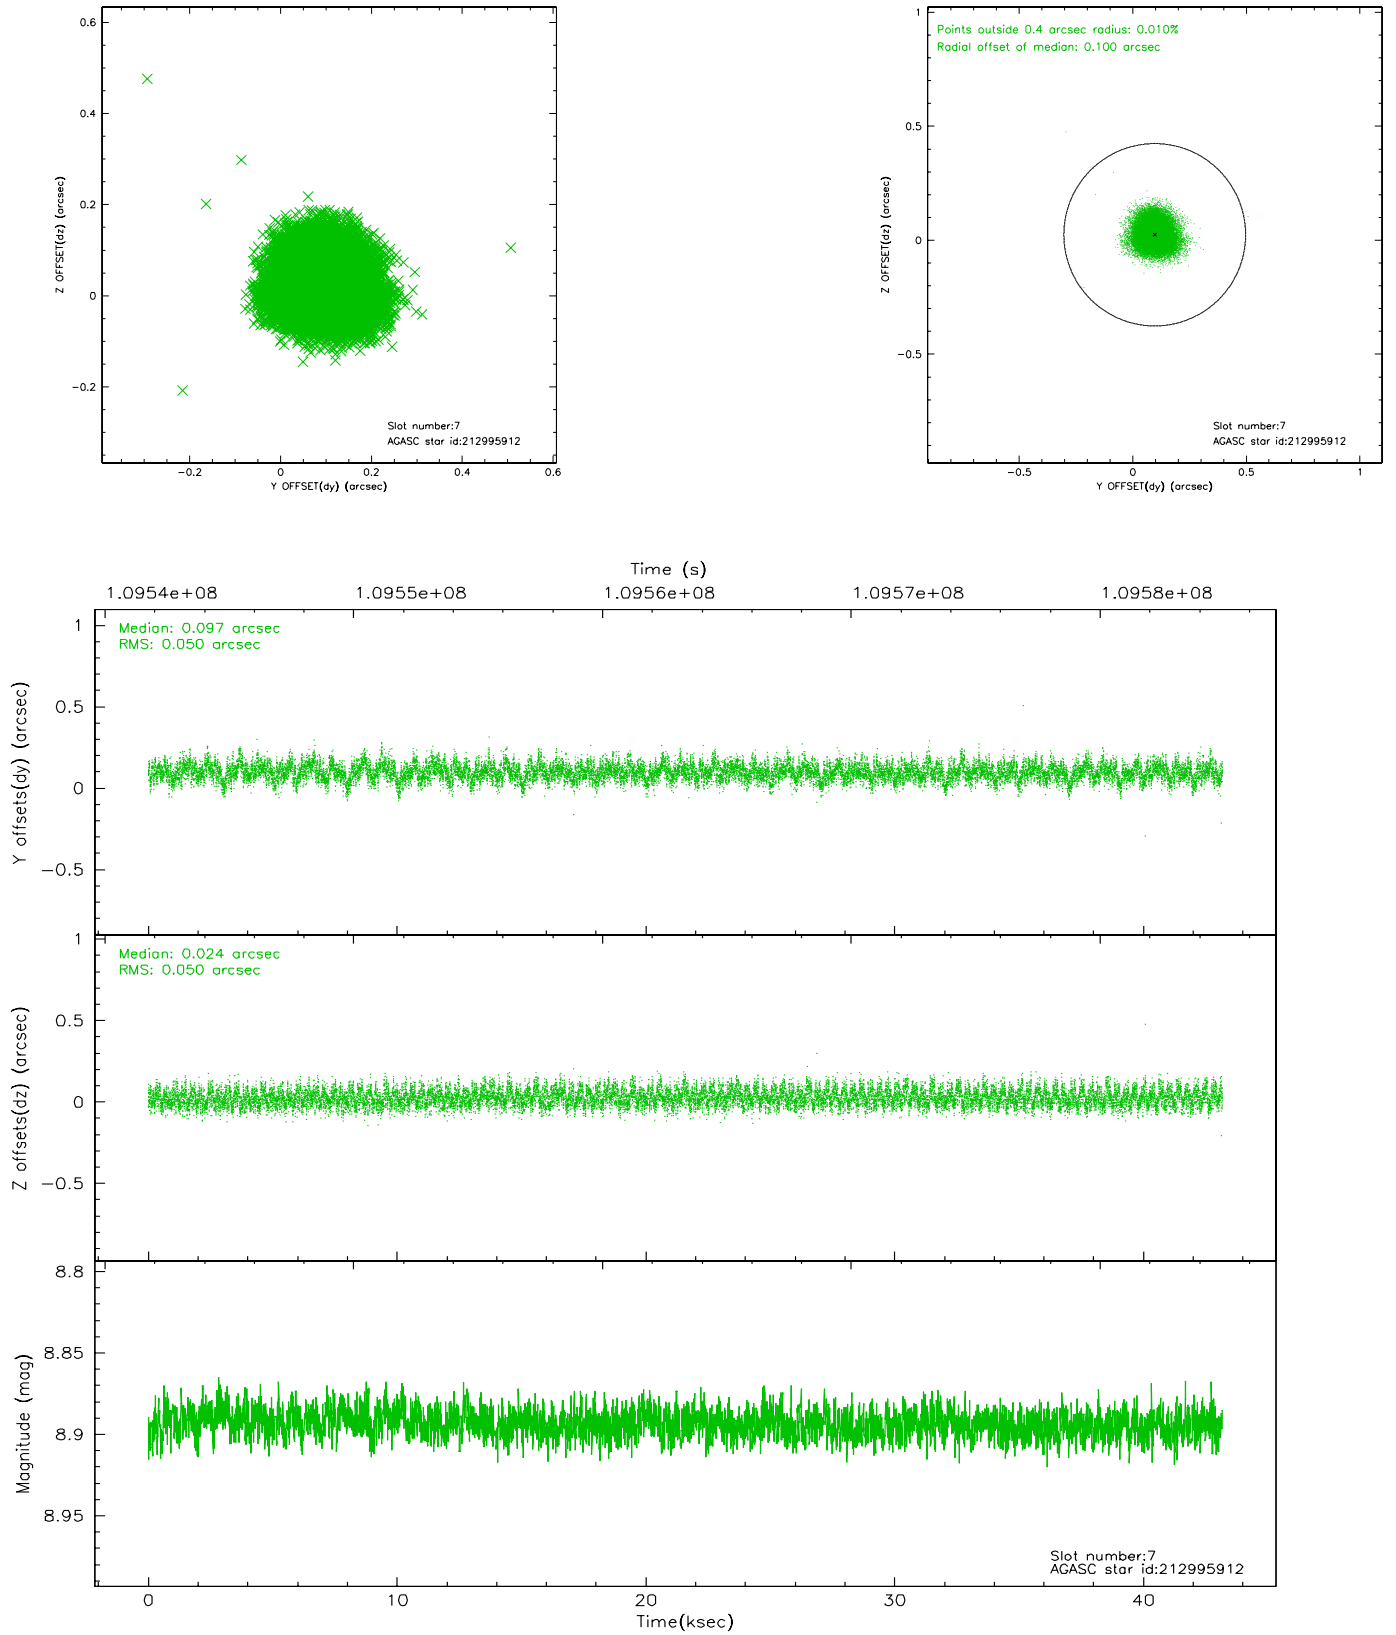 0.6
0.4
0.2
0
−0.2
Z OFFSET(dz) (arcsec)
Slot number:7
AGASC star id:212995912
−0.2 0 0.2 0.4 0.6
Y OFFSET(dy) (arcsec)
Points outside 0.4 arcsec radius: 0.010%
Radial offset of median: 0.100 arcsec
1
0.5
0
−0.5
Z OFFSET(dz) (arcsec)
Slot number:7
AGASC star id:212995912
−0.5 0 0.5 1
Y OFFSET(dy) (arcsec)
Time (s)
1.0954e+08 1.0955e+08 1.0956e+08 1.0957e+08 1.0958e+08
Median: 0.097 arcsec
RMS: 0.050 arcsec
1
0.5
0
−0.5
Y offsets(dy) (arcsec)
Median: 0.024 arcsec
RMS: 0.050 arcsec
1
0.5
0
−0.5
Z offsets(dz) (arcsec)
8.8
8.85
8.9
8.95
Magnitude (mag)
Slot number:7
AGASC star id:212995912
0 10 20 30 40
Time(ksec)